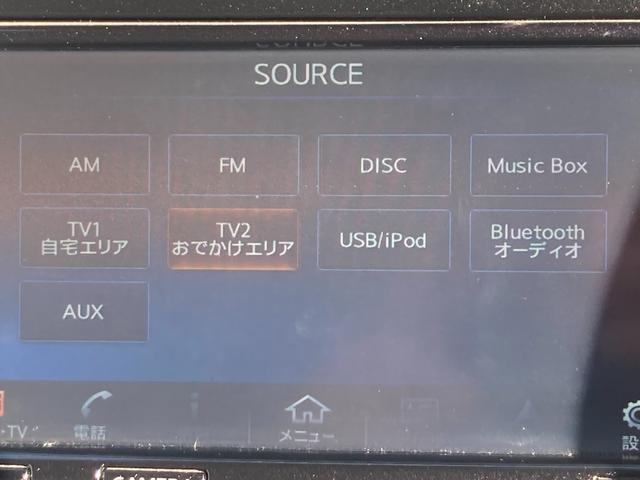 SOURCE
AM
FM
DISC
Music Box
TV1
自宅エリア
TV2
おでかけエリア
USB/iPod
Bluetooth
オーディオ
AUX
TV
電話
メニュー
設